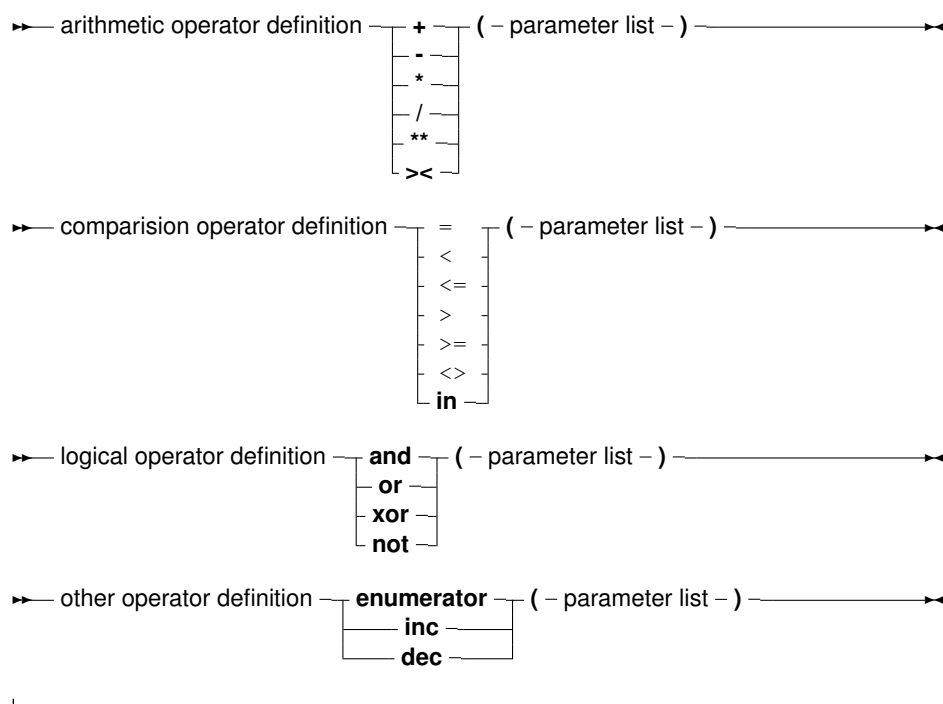 arithmetic operator definition + ( parameter list )
-
*
/
**
><
comparision operator definition = ( parameter list )
<
<=
>
>=
<>
in
logical operator definition and ( parameter list )
or
xor
not
other operator definition enumerator ( parameter list )
inc
dec